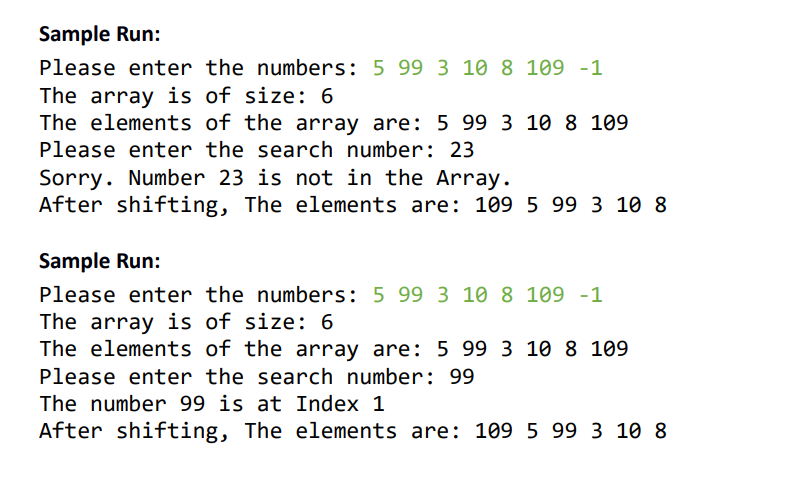 Sample Run:
Please enter the numbers: 5 99 3 10 8 109 -1
The array is of size: 6
The elements of the array are: 5 99 3 10 8 109
Please enter the search number: 23
Sorry. Number 23 is not in the Array.
After shifting, The elements are: 109 5 99 3 10 8
Sample Run:
Please enter the numbers: 5 99 3 10 8 109 -1
The array is of size: 6
The elements of the array are: 5 99 3 10 8 109
Please enter the search number: 99
The number 99 is at Index 1
After shifting, The elements are: 109 5 99 3 10 8